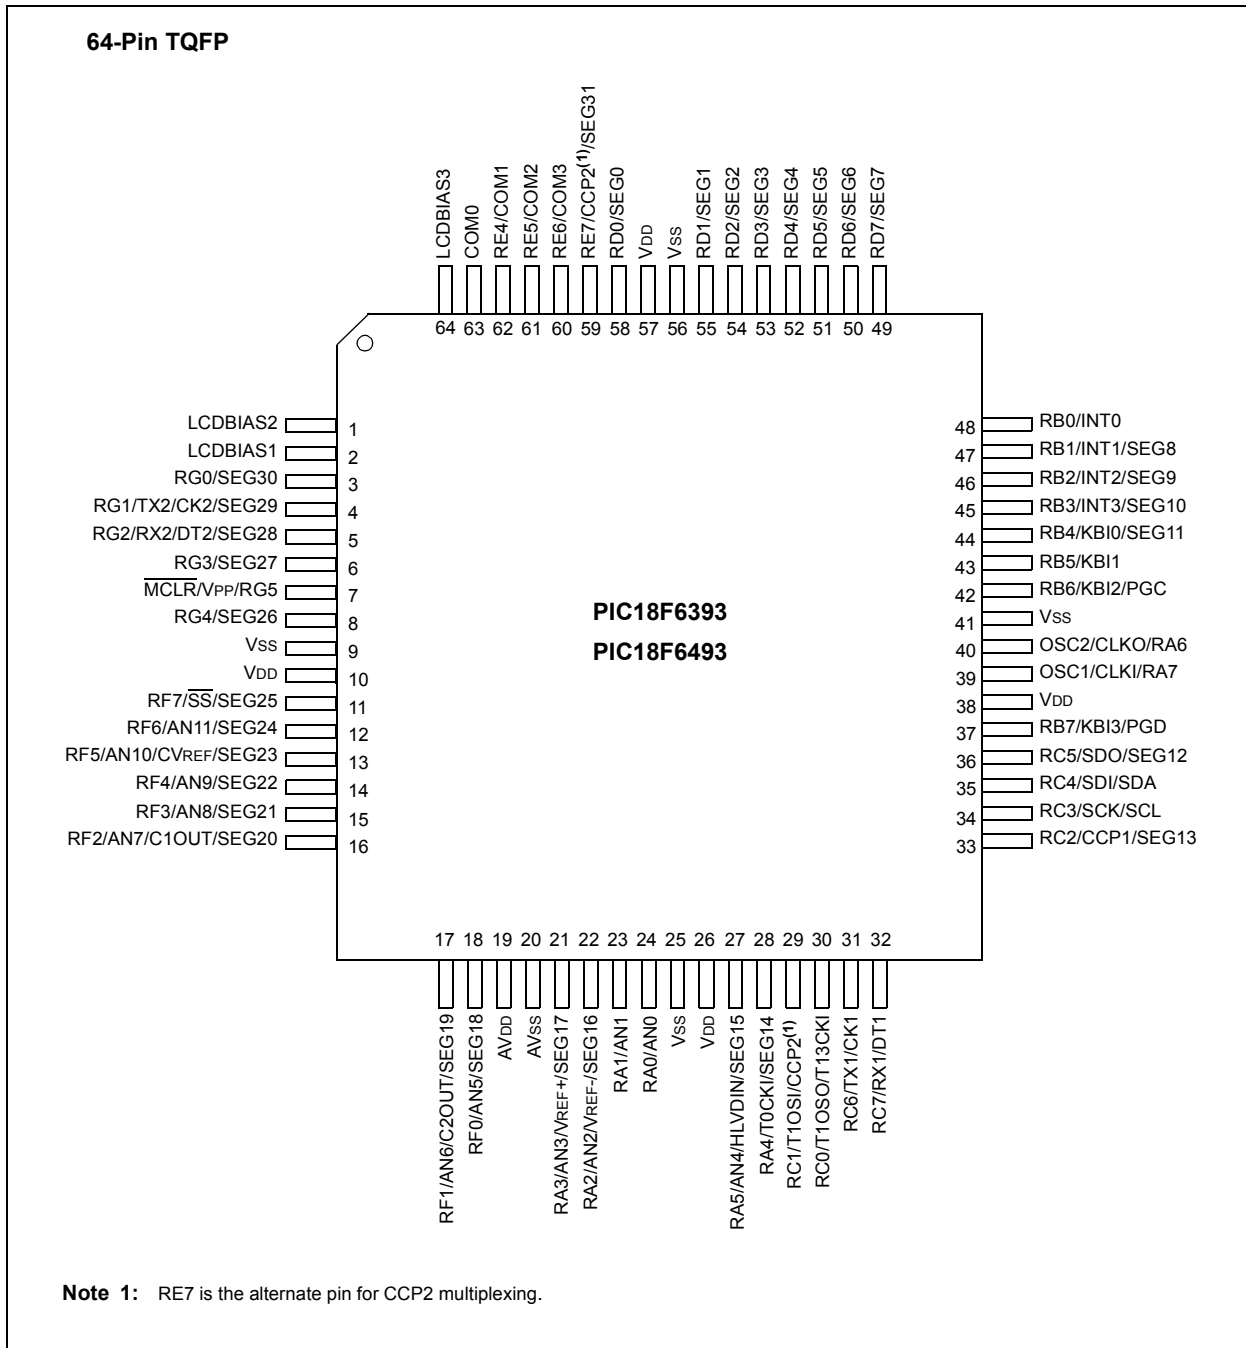 64-Pin TQFP
LCDBIAS3
COM0
RE4/COM1
RE5/COM2
RE6/COM3
RE7/CCP2(1)/SEG31
RD0/SEG0
VDD
VSS
RD1/SEG1
RD2/SEG2
RD3/SEG3
RD4/SEG4
RD5/SEG5
RD6/SEG6
RD7/SEG7
64 63 62 61 60 59 58 57 56 55 54 53 52 51 50 49
LCDBIAS2 1
LCDBIAS1 2
RG0/SEG30 3
RG1/TX2/CK2/SEG29 4
RG2/RX2/DT2/SEG28 5
RG3/SEG27 6
MCLR/VPP/RG5 7
RG4/SEG26 8
VSS 9
VDD 10
RF7/SS/SEG25 11
RF6/AN11/SEG24 12
RF5/AN10/CVREF/SEG23 13
RF4/AN9/SEG22 14
RF3/AN8/SEG21 15
RF2/AN7/C1OUT/SEG20 16
PIC18F6393
PIC18F6493
48 RB0/INT0
47 RB1/INT1/SEG8
46 RB2/INT2/SEG9
45 RB3/INT3/SEG10
44 RB4/KBI0/SEG11
43 RB5/KBI1
42 RB6/KBI2/PGC
41 VSS
40 OSC2/CLKO/RA6
39 OSC1/CLKI/RA7
38 VDD
37 RB7/KBI3/PGD
36 RC5/SDO/SEG12
35 RC4/SDI/SDA
34 RC3/SCK/SCL
33 RC2/CCP1/SEG13
17 18 19 20 21 22 23 24 25 26 27 28 29 30 31 32
RF1/AN6/C2OUT/SEG19
RF0/AN5/SEG18
AVDD
AVSS
RA3/AN3/VREF+/SEG17
RA2/AN2/VREF-/SEG16
RA1/AN1
RA0/AN0
VSS
VDD
RA5/AN4/HLVDIN/SEG15
RA4/T0CKI/SEG14
RC1/T1OSI/CCP2(1)
RC0/T1OSO/T13CKI
RC6/TX1/CK1
RC7/RX1/DT1
Note 1: RE7 is the alternate pin for CCP2 multiplexing.